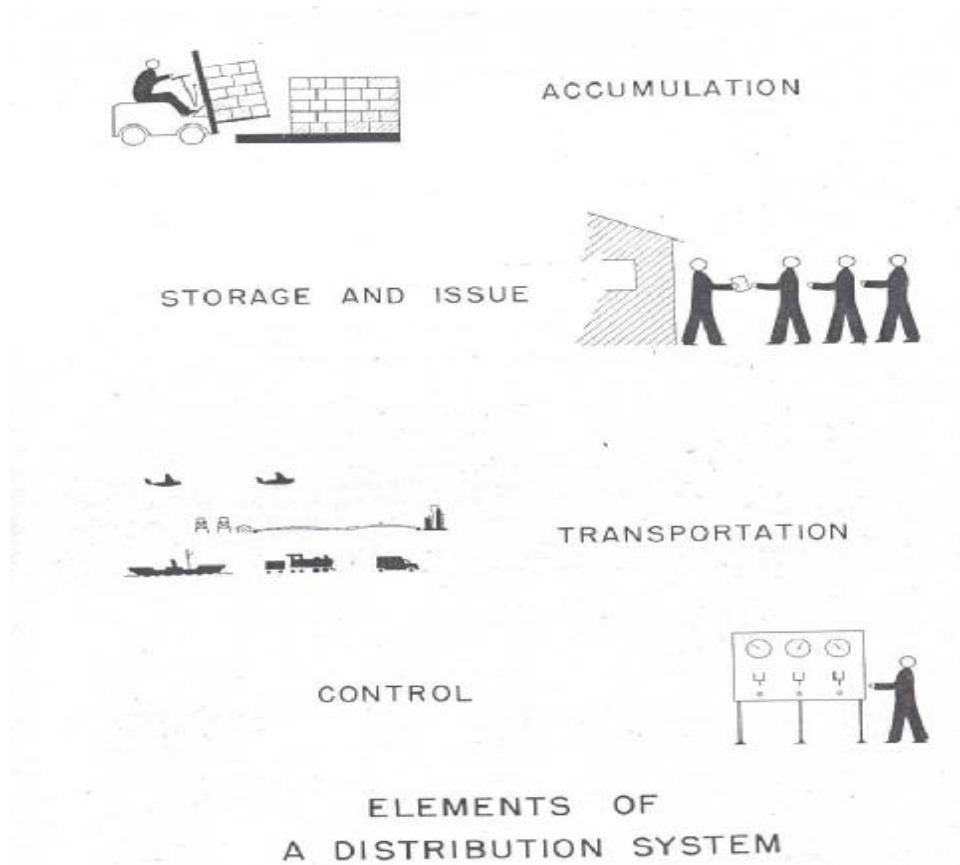 ACCUMULATION
STORAGE AND ISSUE
TRANSPORTATION
CONTROL
ELEMENTS OF
A DISTRIBUTION SYSTEM